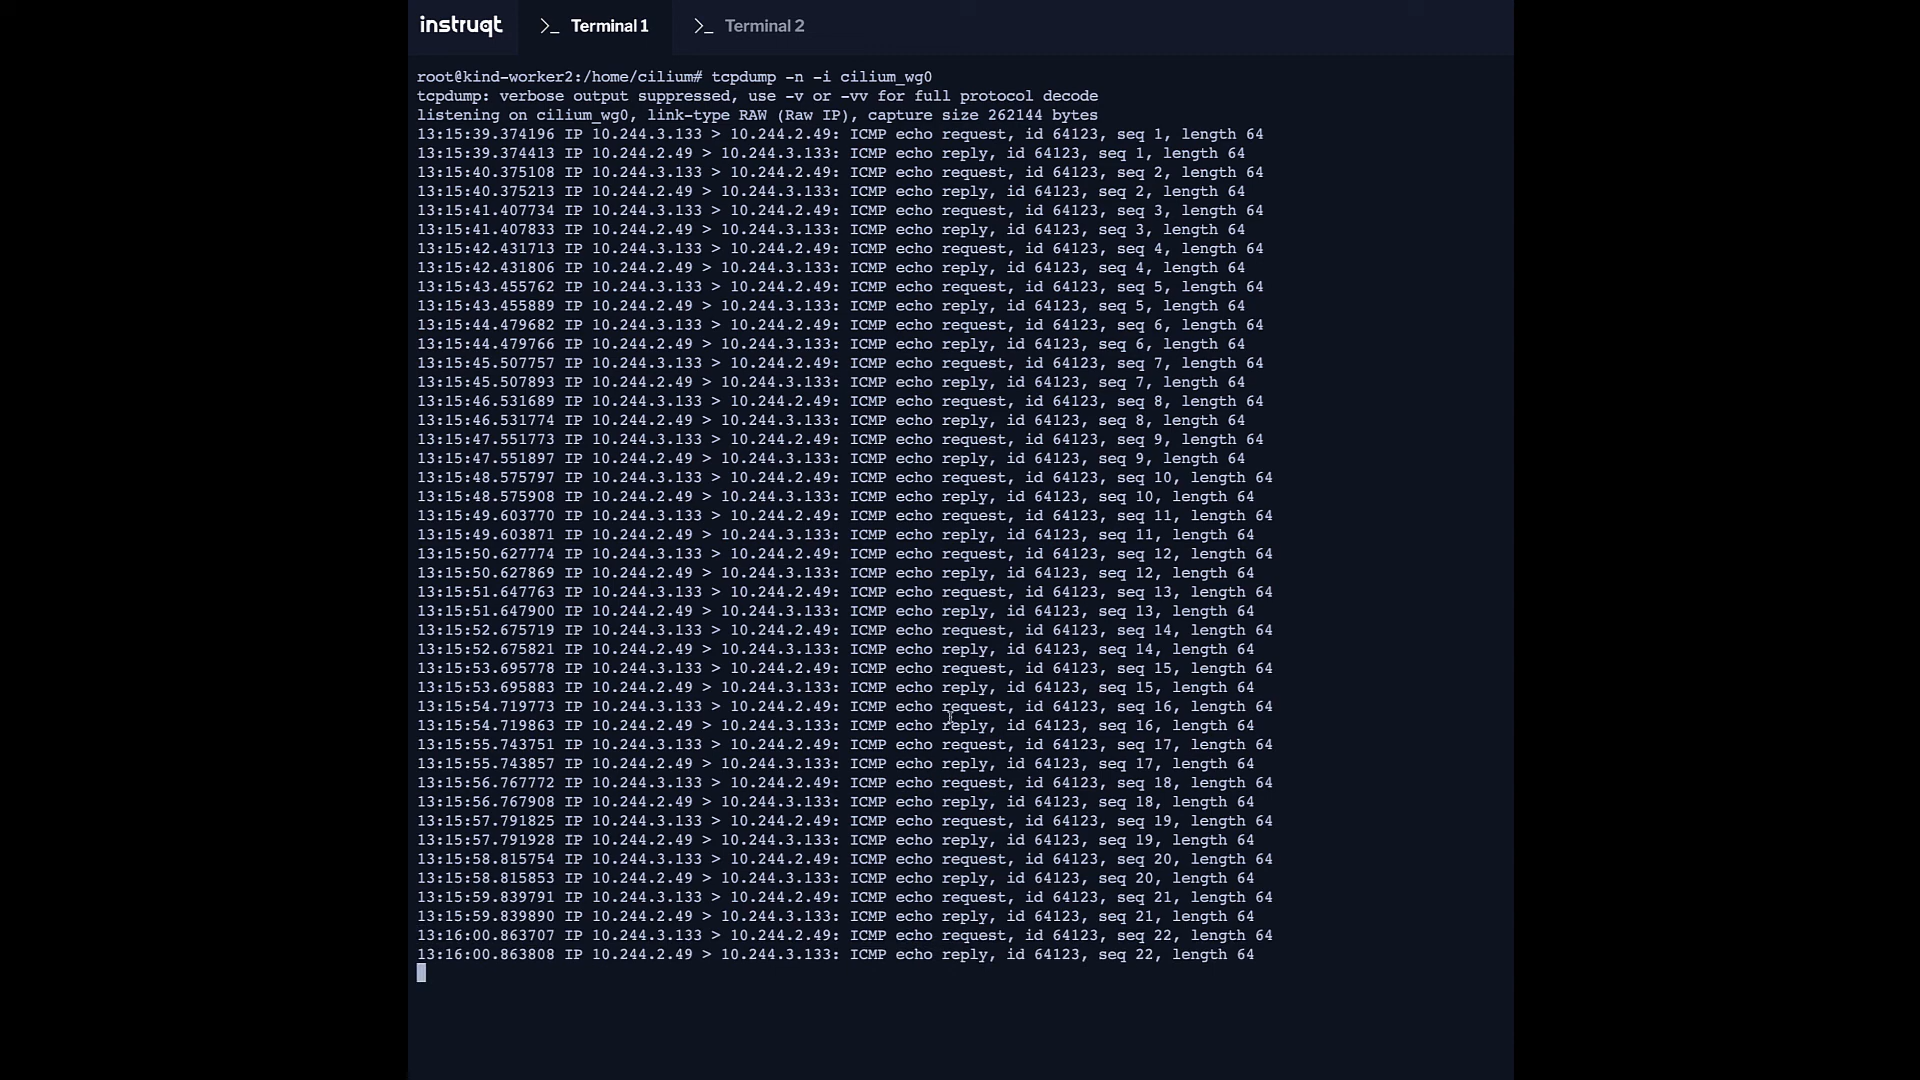 instruqt
>_ Terminal 1
>_ Terminal 2
root@kind-worker2:/home/cilium# tcpdump -n -i cilium_wg0
tcpdump: verbose output suppressed, use -v or -vv for full protocol decode
listening on cilium_wg0, link-type RAW (Raw IP), capture size 262144 bytes
13:15:39.374196 IP 10.244.3.133 > 10.244.2.49: ICMP echo request, id 64123, seq 1, length 64
13:15:39.374413 IP 10.244.2.49 > 10.244.3.133: ICMP echo reply, id 64123, seq 1, length 64
13:15:40.375108 IP 10.244.3.133 > 10.244.2.49: ICMP echo request, id 64123, seq 2, length 64
13:15:40.375213 IP 10.244.2.49 > 10.244.3.133: ICMP echo reply, id 64123, seq 2, length 64
13:15:41.407734 IP 10.244.3.133 > 10.244.2.49: ICMP echo request, id 64123, seq 3, length 64
13:15:41.407833 IP 10.244.2.49 > 10.244.3.133: ICMP echo reply, id 64123, seq 3, length 64
13:15:42.431713 IP 10.244.3.133 > 10.244.2.49: ICMP echo request, id 64123, seq 4, length 64
13:15:42.431806 IP 10.244.2.49 > 10.244.3.133: ICMP echo reply, id 64123, seq 4, length 64
13:15:43.455762 IP 10.244.3.133 > 10.244.2.49: ICMP echo request, id 64123, seq 5, length 64
13:15:43.455889 IP 10.244.2.49 > 10.244.3.133: ICMP echo reply, id 64123, seq 5, length 64
13:15:44.479682 IP 10.244.3.133 > 10.244.2.49: ICMP echo request, id 64123, seq 6, length 64
13:15:44.479766 IP 10.244.2.49 > 10.244.3.133: ICMP echo reply, id 64123, seq 6, length 64
13:15:45.507757 IP 10.244.3.133 > 10.244.2.49: ICMP echo request, id 64123, seq 7, length 64
13:15:45.507893 IP 10.244.2.49 > 10.244.3.133: ICMP echo reply, id 64123, seq 7, length 64
13:15:46.531689 IP 10.244.3.133 > 10.244.2.49: ICMP echo request, id 64123, seq 8, length 64
13:15:46.531774 IP 10.244.2.49 > 10.244.3.133: ICMP echo reply, id 64123, seq 8, length 64
13:15:47.551773 IP 10.244.3.133 > 10.244.2.49: ICMP echo request, id 64123, seq 9, length 64
13:15:47.551897 IP 10.244.2.49 > 10.244.3.133: ICMP echo reply, id 64123, seq 9, length 64
13:15:48.575797 IP 10.244.3.133 > 10.244.2.49: ICMP echo request, id 64123, seq 10, length 64
13:15:48.575908 IP 10.244.2.49 > 10.244.3.133: ICMP echo reply, id 64123, seq 10, length 64
13:15:49.603770 IP 10.244.3.133 > 10.244.2.49: ICMP echo request, id 64123, seq 11, length 64
13:15:49.603871 IP 10.244.2.49 > 10.244.3.133: ICMP echo reply, id 64123, seq 11, length 64
13:15:50.627774 IP 10.244.3.133 > 10.244.2.49: ICMP echo request, id 64123, seq 12, length 64
13:15:50.627869 IP 10.244.2.49 > 10.244.3.133: ICMP echo reply, id 64123, seq 12, length 64
13:15:51.647763 IP 10.244.3.133 > 10.244.2.49: ICMP echo request, id 64123, seq 13, length 64
13:15:51.647900 IP 10.244.2.49 > 10.244.3.133: ICMP echo reply, id 64123, seq 13, length 64
13:15:52.675719 IP 10.244.3.133 > 10.244.2.49: ICMP echo request, id 64123, seq 14, length 64
13:15:52.675821 IP 10.244.2.49 > 10.244.3.133: ICMP echo reply, id 64123, seq 14, length 64
13:15:53.695778 IP 10.244.3.133 > 10.244.2.49: ICMP echo request, id 64123, seq 15, length 64
13:15:53.695883 IP 10.244.2.49 > 10.244.3.133: ICMP echo reply, id 64123, seq 15, length 64
13:15:54.719773 IP 10.244.3.133 > 10.244.2.49: ICMP echo request, id 64123, seq 16, length 64
13:15:54.719863 IP 10.244.2.49 > 10.244.3.133: ICMP echo reply, id 64123, seq 16, length 64
13:15:55.743751 IP 10.244.3.133 > 10.244.2.49: ICMP echo request, id 64123, seq 17, length 64
13:15:55.743857 IP 10.244.2.49 > 10.244.3.133: ICMP echo reply, id 64123, seq 17, length 64
13:15:56.767772 IP 10.244.3.133 > 10.244.2.49: ICMP echo request, id 64123, seq 18, length 64
13:15:56.767908 IP 10.244.2.49 > 10.244.3.133: ICMP echo reply, id 64123, seq 18, length 64
13:15:57.791825 IP 10.244.3.133 > 10.244.2.49: ICMP echo request, id 64123, seq 19, length 64
13:15:57.791928 IP 10.244.2.49 > 10.244.3.133: ICMP echo reply, id 64123, seq 19, length 64
13:15:58.815754 IP 10.244.3.133 > 10.244.2.49: ICMP echo request, id 64123, seq 20, length 64
13:15:58.815853 IP 10.244.2.49 > 10.244.3.133: ICMP echo reply, id 64123, seq 20, length 64
13:15:59.839791 IP 10.244.3.133 > 10.244.2.49: ICMP echo request, id 64123, seq 21, length 64
13:15:59.839890 IP 10.244.2.49 > 10.244.3.133: ICMP echo reply, id 64123, seq 21, length 64
13:16:00.863707 IP 10.244.3.133 > 10.244.2.49: ICMP echo request, id 64123, seq 22, length 64
13:16:00.863808 IP 10.244.2.49 > 10.244.3.133: ICMP echo reply, id 64123, seq 22, length 64